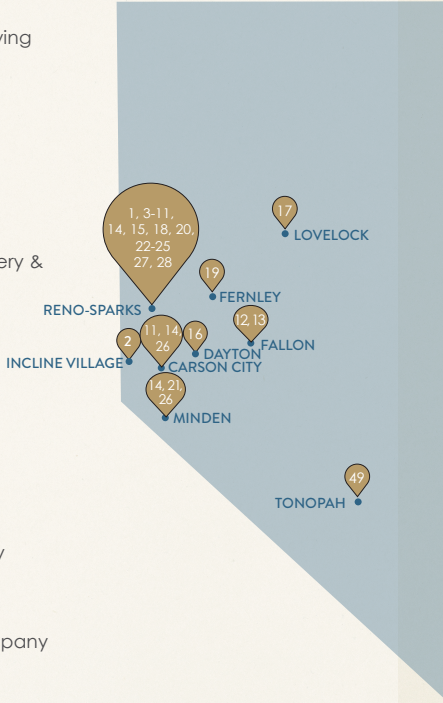 ving
1, 3-11,
14, 15, 18, 20,
22-25
27, 28
17
LOVELOCK
ery &
19
FERNLEY
RENO-SPARKS
12, 13
FALLON
11, 14,
26
16
DAYTON
2
INCLINE VILLAGE
CARSON CITY
14, 21,
26
MINDEN
49
TONOPAH
y
pany